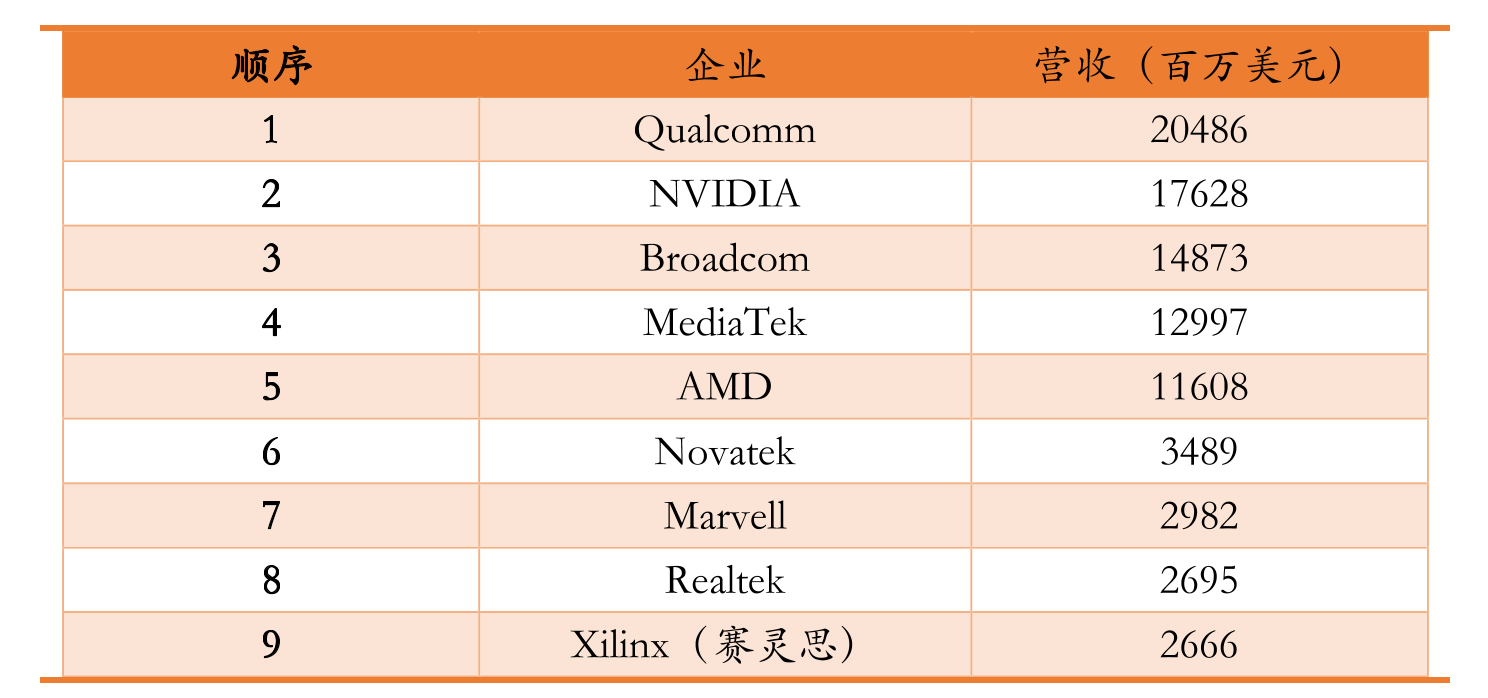 顺序 企业 营收（百万美元）
1 Qualcomm 20486
2 NVIDIA 17628
3 Broadcom 14873
4 MediaTek 12997
5 AMD 11608
6 Novatek 3489
7 Marvell 2982
8 Realtek 2695
9 Xilinx（赛灵思） 2666